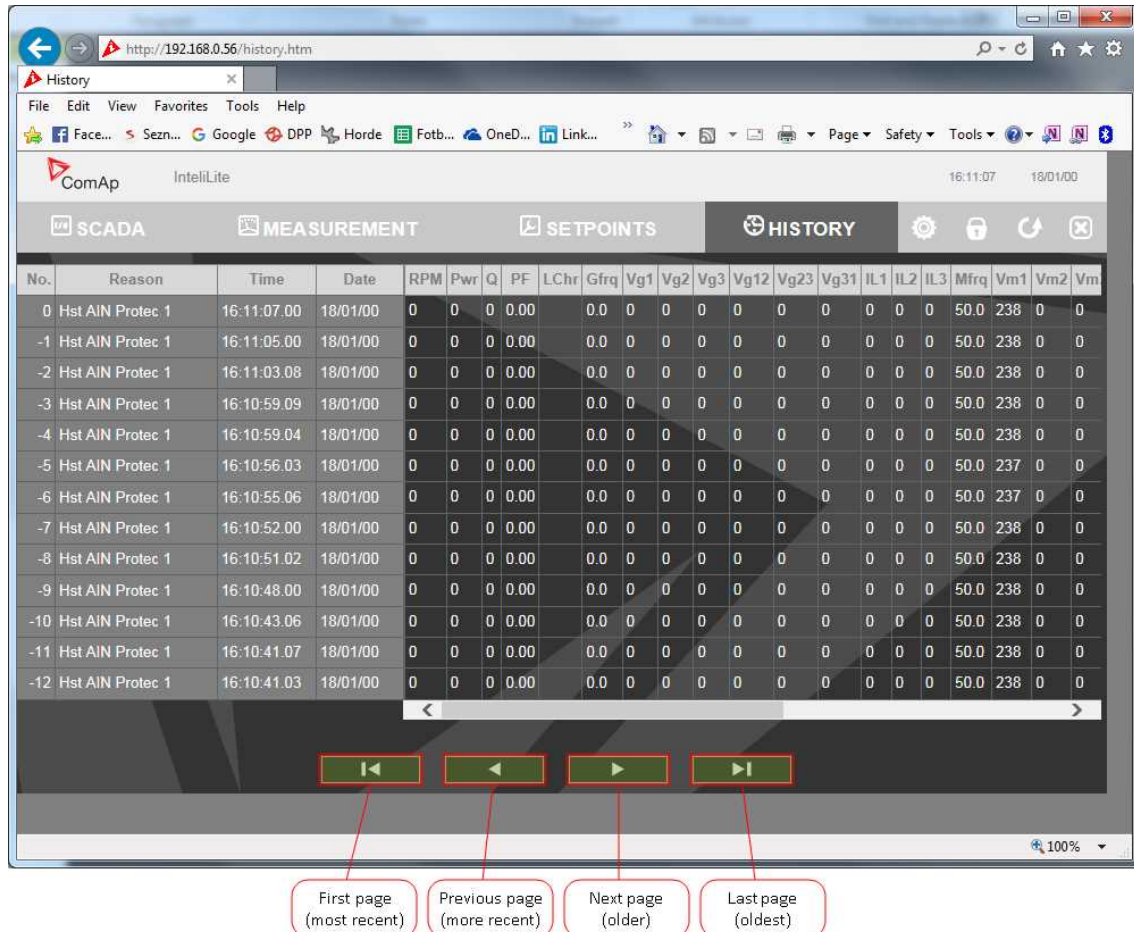 http://192.168.0.56/history.htm
History
File Edit View Favorites Tools Help
Face... Sezn... Google DPP Horde Fotb... OneD... Link... Page Safety Tools
ComAp InteliLite 16:11:07 18/01/00
SCADA MEASUREMENT SETPOINTS HISTORY
No. Reason Time Date RPM Pwr Q PF LChr Gfrq Vg1 Vg2 Vg3 Vg12 Vg23 Vg31 IL1 IL2 IL3 Mfrq Vm1 Vm2 Vm
0 Hst AIN Protec 1 16:11:07.00 18/01/00 0 0 0 0.00 0.0 0 0 0 0 0 0 0 0 0 50.0 238 0 0
-1 Hst AIN Protec 1 16:11:05.00 18/01/00 0 0 0 0.00 0.0 0 0 0 0 0 0 0 0 0 50.0 238 0 0
-2 Hst AIN Protec 1 16:11:03.08 18/01/00 0 0 0 0.00 0.0 0 0 0 0 0 0 0 0 0 50.0 238 0 0
-3 Hst AIN Protec 1 16:10:59.09 18/01/00 0 0 0 0.00 0.0 0 0 0 0 0 0 0 0 0 50.0 238 0 0
-4 Hst AIN Protec 1 16:10:59.04 18/01/00 0 0 0 0.00 0.0 0 0 0 0 0 0 0 0 0 50.0 238 0 0
-5 Hst AIN Protec 1 16:10:56.03 18/01/00 0 0 0 0.00 0.0 0 0 0 0 0 0 0 0 0 50.0 237 0 0
-6 Hst AIN Protec 1 16:10:55.06 18/01/00 0 0 0 0.00 0.0 0 0 0 0 0 0 0 0 0 50.0 237 0 0
-7 Hst AIN Protec 1 16:10:52.00 18/01/00 0 0 0 0.00 0.0 0 0 0 0 0 0 0 0 0 50.0 238 0 0
-8 Hst AIN Protec 1 16:10:51.02 18/01/00 0 0 0 0.00 0.0 0 0 0 0 0 0 0 0 0 50.0 238 0 0
-9 Hst AIN Protec 1 16:10:48.00 18/01/00 0 0 0 0.00 0.0 0 0 0 0 0 0 0 0 0 50.0 238 0 0
-10 Hst AIN Protec 1 16:10:43.06 18/01/00 0 0 0 0.00 0.0 0 0 0 0 0 0 0 0 0 50.0 238 0 0
-11 Hst AIN Protec 1 16:10:41.07 18/01/00 0 0 0 0.00 0.0 0 0 0 0 0 0 0 0 0 50.0 238 0 0
-12 Hst AIN Protec 1 16:10:41.03 18/01/00 0 0 0 0.00 0.0 0 0 0 0 0 0 0 0 0 50.0 238 0 0
100%
First page
(most recent)
Previous page
(more recent)
Next page
(older)
Last page
(oldest)